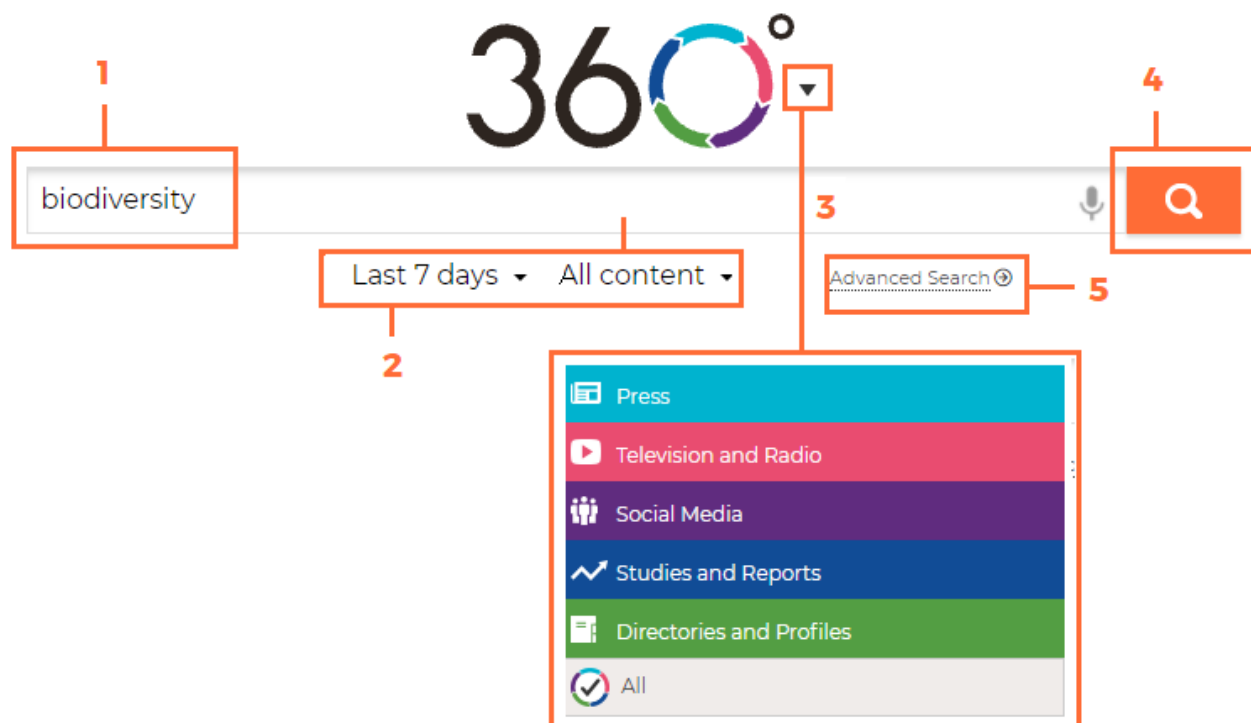 360°
1
4
biodiversity
3
Last 7 days All content
Advanced Search
5
2
Press
Television and Radio
Social Media
Studies and Reports
Directories and Profiles
All